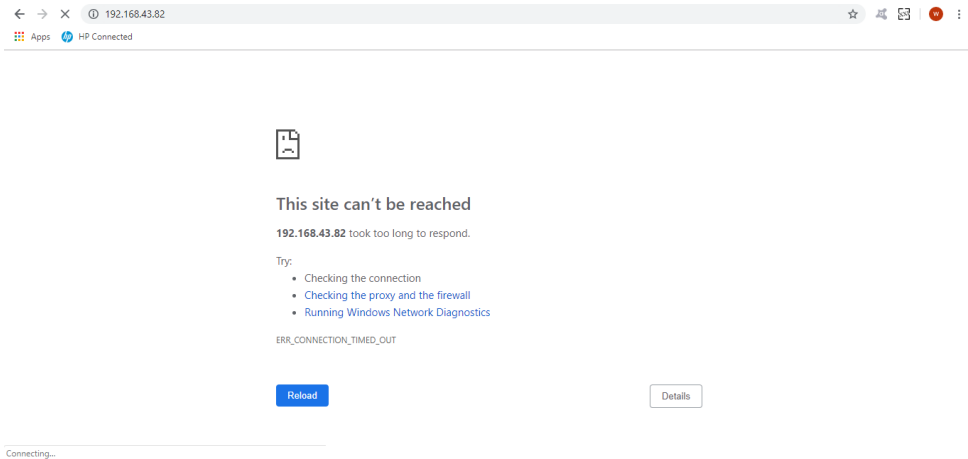 192.168.43.82
W
Apps
hp
HP Connected
This site can't be reached
192.168.43.82 took too long to respond.
Try:
• Checking the connection
• Checking the proxy and the firewall
• Running Windows Network Diagnostics
ERR_CONNECTION_TIMED_OUT
Reload
Details
Connecting...